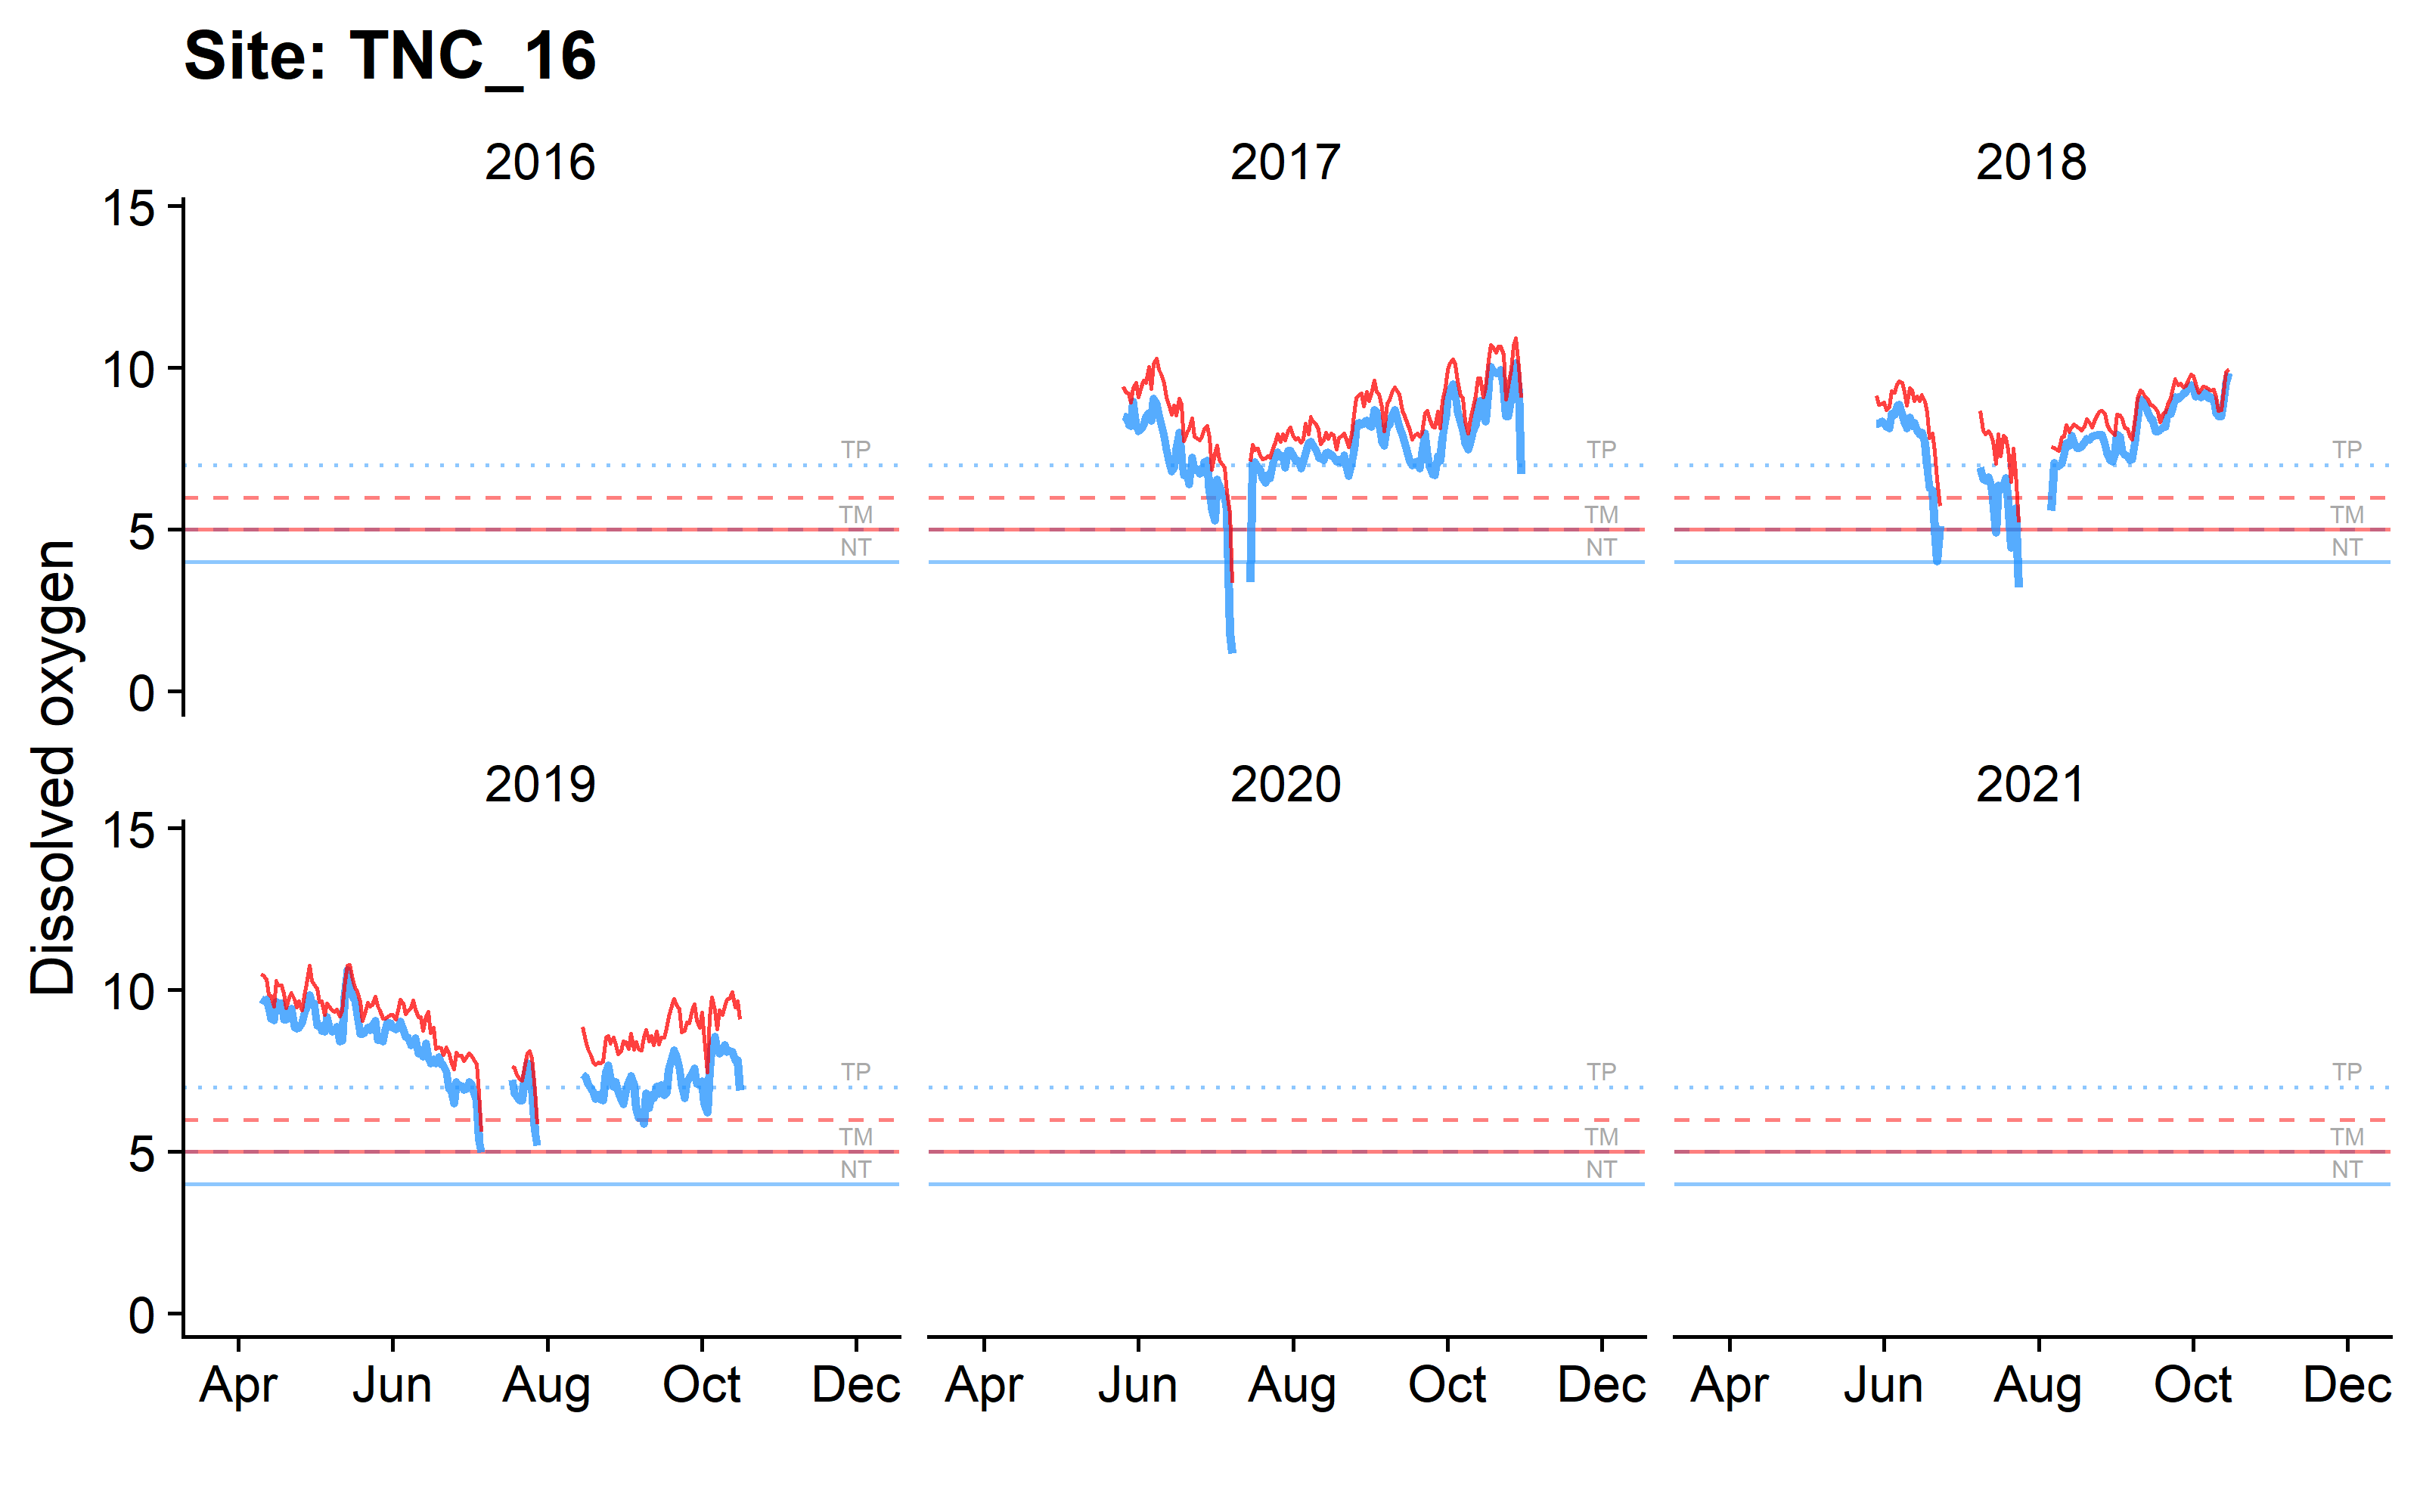 Site: TNC_16
2016
2017
2018
15
10
5
0
TP
TM
NT
TP
TM
NT
TP
TM
NT
Dissolved oxygen
2019
2020
2021
15
10
5
0
TP
TM
NT
TP
TM
NT
TP
TM
NT
Apr Jun Aug Oct Dec
Apr Jun Aug Oct Dec
Apr Jun Aug Oct Dec